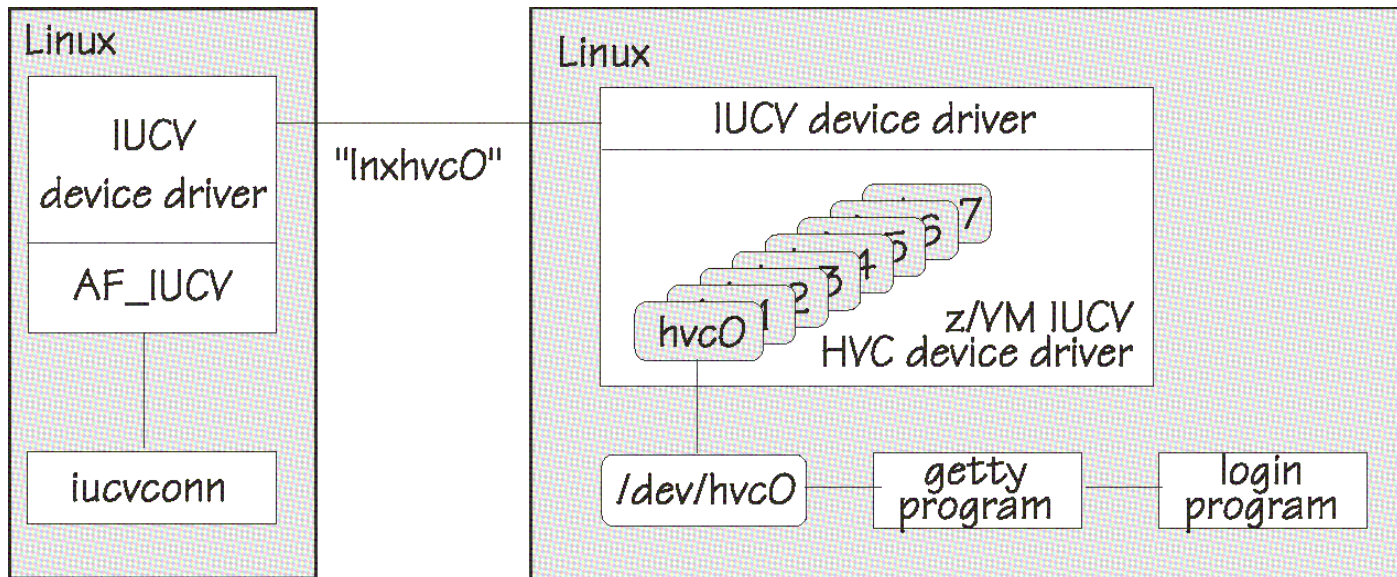 Linux
IUCV
device driver
AF_IUCV
iucvconn
"lnxhvc0"
Linux
IUCV device driver
7
6
5
4
3
2
1
hvc0
z/VM IUCV
HVC device driver
/dev/hvc0
getty
program
login
program